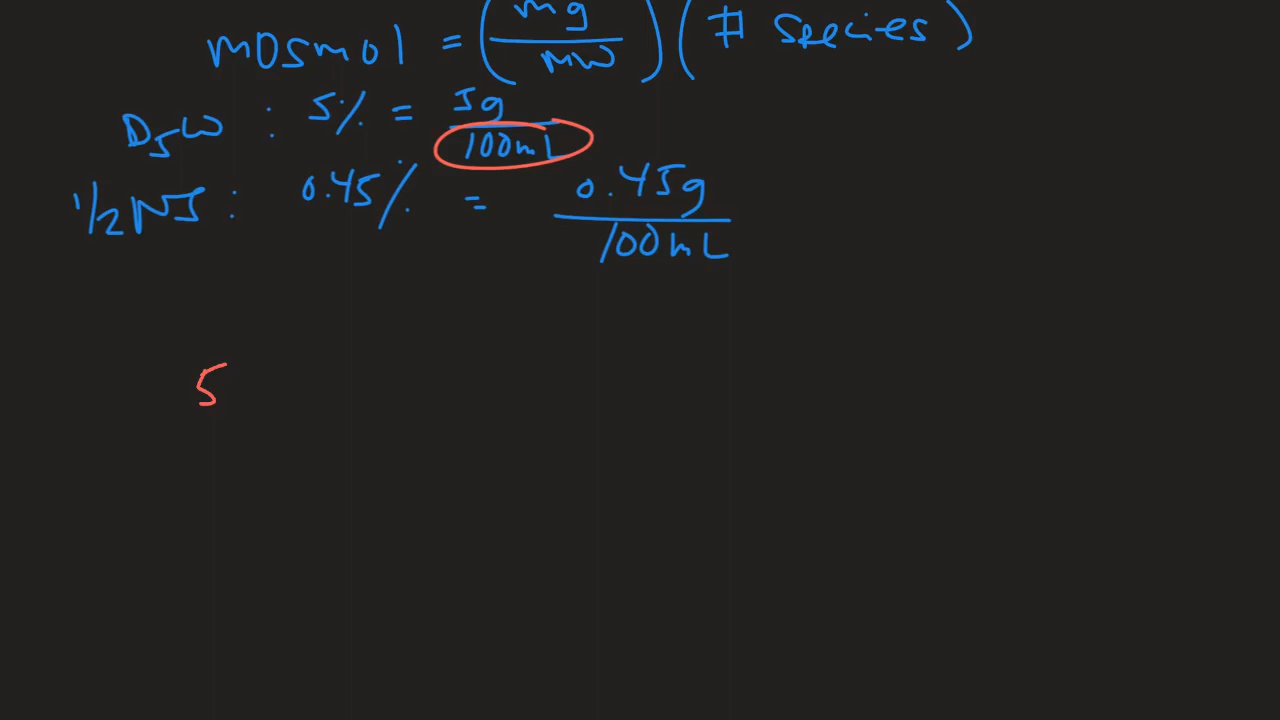 mOsmol = (mg/MW)(# species)
D5W : 5% = 5g/100mL
1/2NS : 0.45% = 0.45g/100mL
5